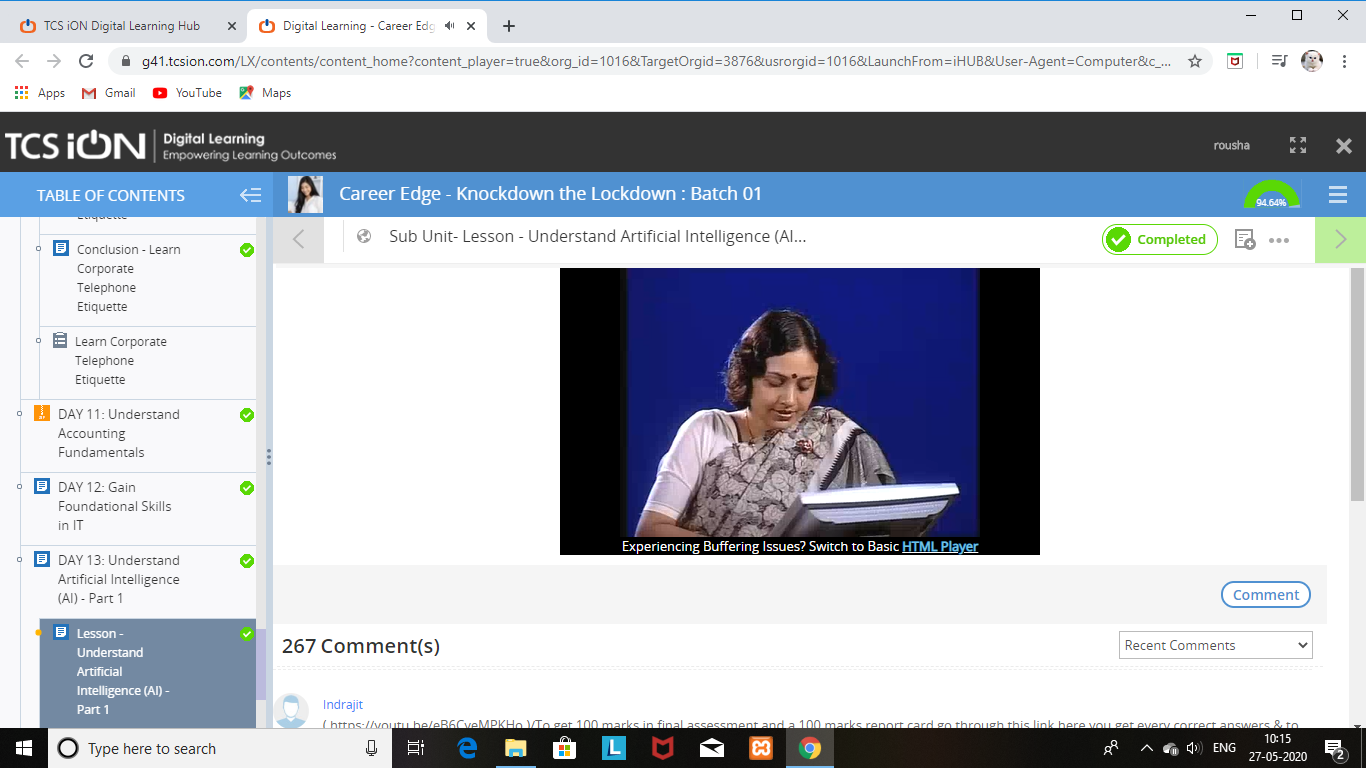 TCS iON Digital Learning Hub
Digital Learning - Career Edg
g41.tcsion.com/LX/contents/content_home?content_player=true&org_id=1016&TargetOrgid=3876&usrorgid=1016&LaunchFrom=iHUB&User-Agent=Computer&c_...
Apps
Gmail
YouTube
Maps
TCS iON
Digital Learning
Empowering Learning Outcomes
rousha
TABLE OF CONTENTS
Career Edge - Knockdown the Lockdown : Batch 01
94.64%
Etiquette
Conclusion - Learn
Corporate
Telephone
Etiquette
Learn Corporate
Telephone
Etiquette
DAY 11: Understand
Accounting
Fundamentals
DAY 12: Gain
Foundational Skills
in IT
DAY 13: Understand
Artificial Intelligence
(AI) - Part 1
Lesson -
Understand
Artificial
Intelligence (AI) -
Part 1
Sub Unit- Lesson - Understand Artificial Intelligence (AI...
Completed
Experiencing Buffering Issues? Switch to Basic HTML Player
Comment
267 Comment(s)
Recent Comments
Indrajit
( https://youtu.be/eB6CyeMPKHo )/To get 100 marks in final assessment and a 100 marks report card go through this link here you get every correct answers & to
Type here to search
ENG
10:15
27-05-2020
2